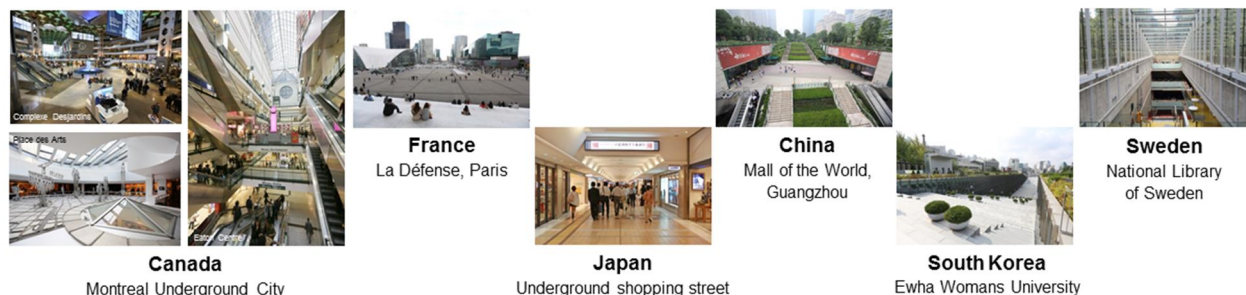 Complexe Desjardins
Place des Arts
Eaton Centre
Canada
Montreal Underground City
France
La Défense, Paris
Japan
Underground shopping street
China
Mall of the World,
Guangzhou
South Korea
Ewha Womans University
Sweden
National Library
of Sweden